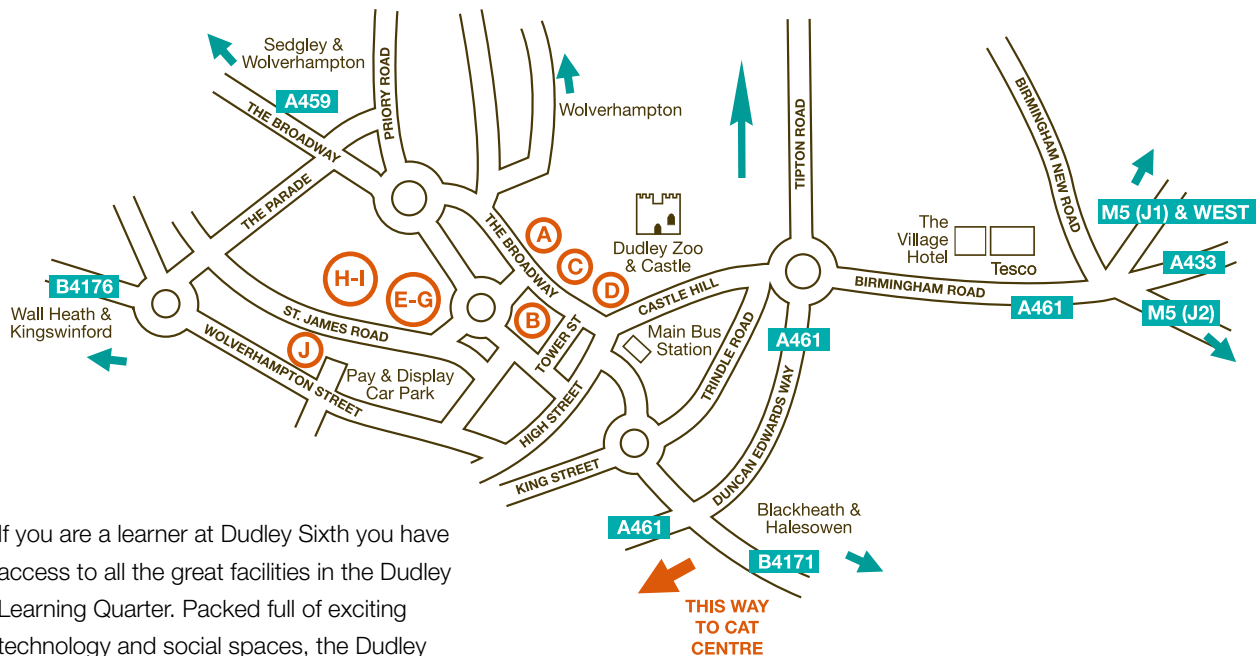 Sedgley &
Wolverhampton
A459
THE BROADWAY
PRIORY ROAD
Wolverhampton
THE PARADE
THE BROADWAY
A
C
D
Dudley Zoo
& Castle
TIPTON ROAD
BIRMINGHAM NEW ROAD
M5 (J1) & WEST
A433
M5 (J2)
The
Village
Hotel
Tesco
BIRMINGHAM ROAD
A461
CASTLE HILL
H-I
E-G
B
B4176
Wall Heath &
Kingswinford
ST. JAMES ROAD
J
WOLVERHAMPTON STREET
Pay & Display
Car Park
TOWER ST
Main Bus
Station
TRINDLE ROAD
A461
HIGH STREET
DUNCAN EDWARDS WAY
KING STREET
A461
Blackheath &
Halesowen
B4171
THIS WAY
TO CAT
CENTRE
If you are a learner at Dudley Sixth you have
access to all the great facilities in the Dudley
Learning Quarter. Packed full of exciting
technology and social spaces, the Dudley